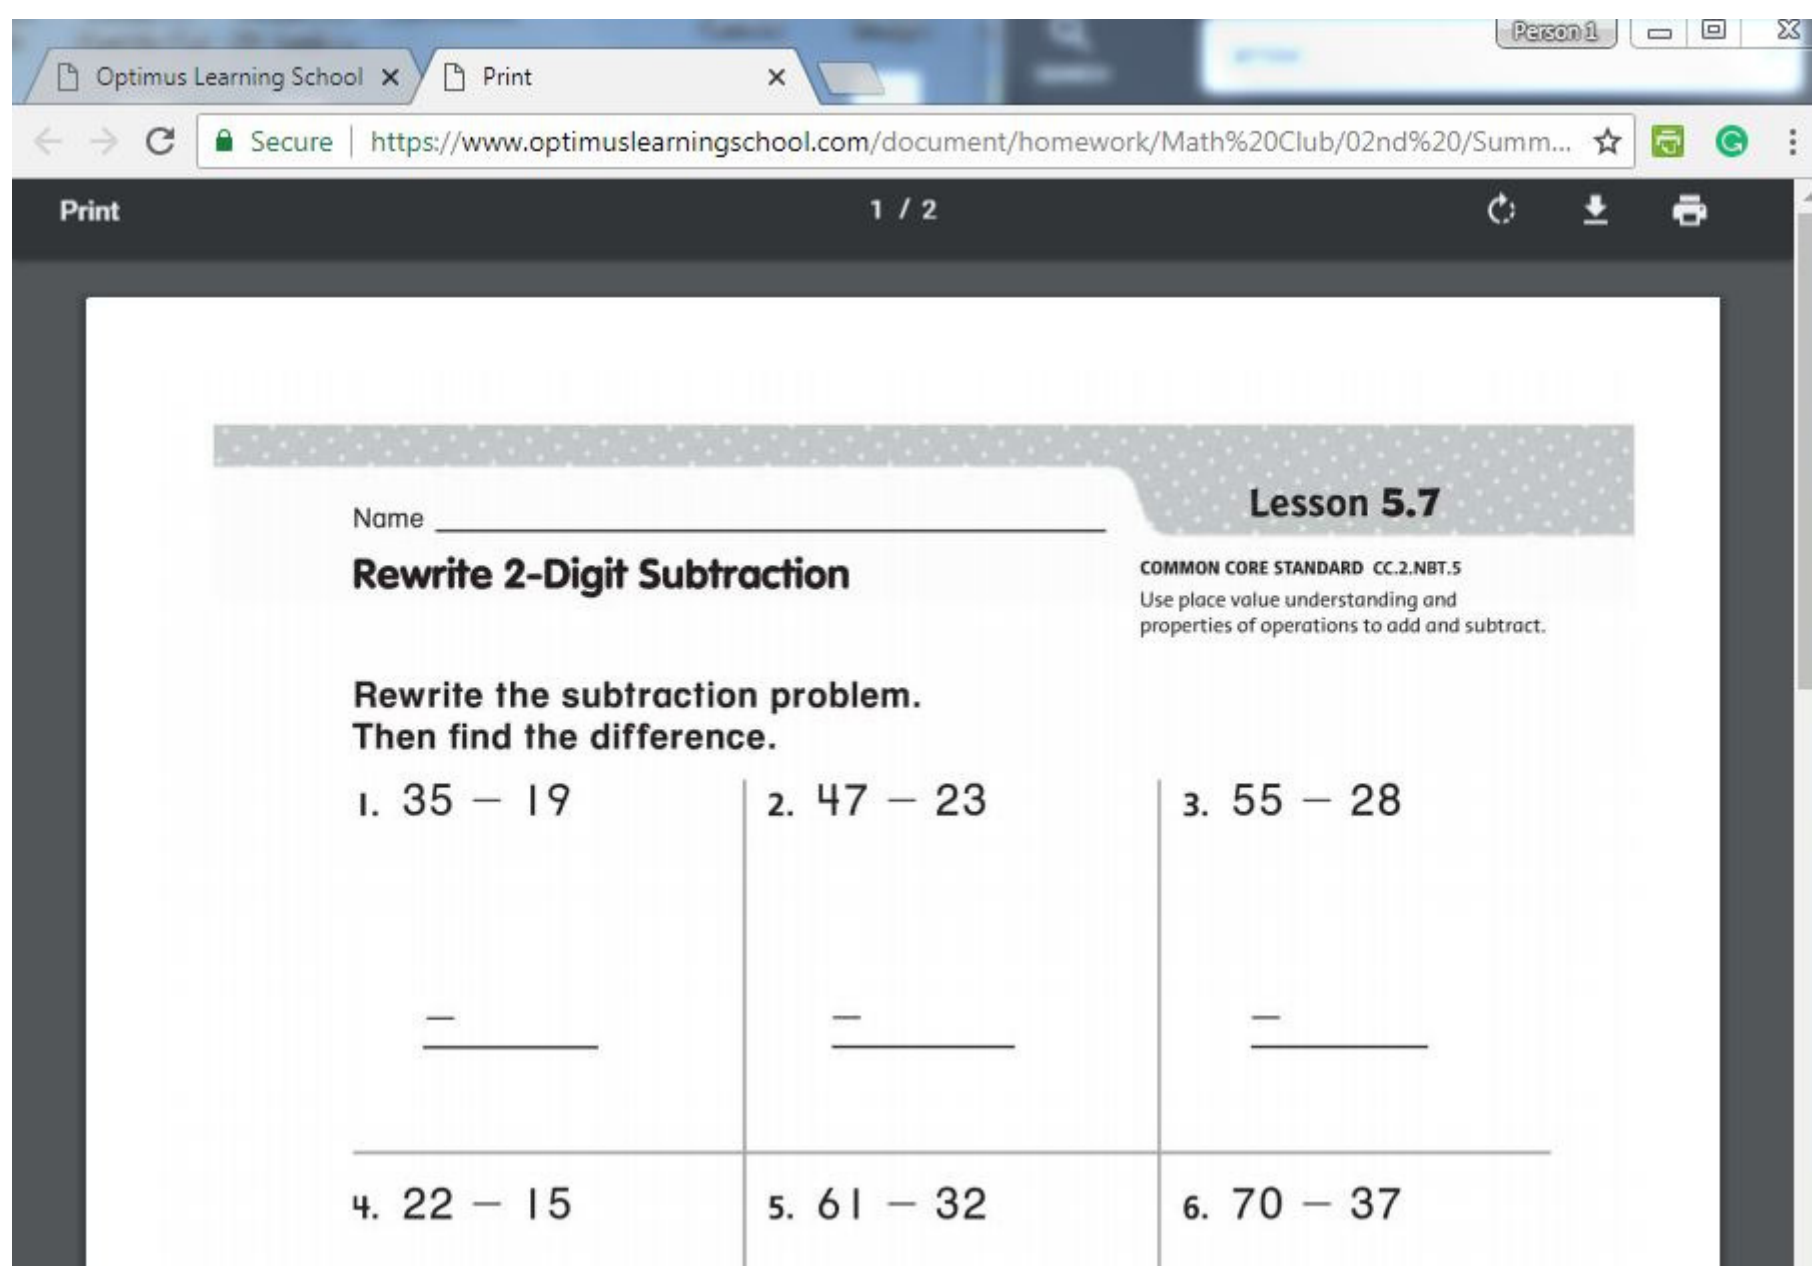 Person 1
Optimus Learning School
Print
Secure https://www.optimuslearningschool.com/document/homework/Math%20Club/02nd%20/Summ...
Print 1 / 2
Lesson 5.7
Name
Rewrite 2-Digit Subtraction
COMMON CORE STANDARD CC.2.NBT.5
Use place value understanding and
properties of operations to add and subtract.
Rewrite the subtraction problem.
Then find the difference.
1. 35 – 19
2. 47 – 23
3. 55 – 28
–
–
–
4. 22 – 15
5. 61 – 32
6. 70 – 37